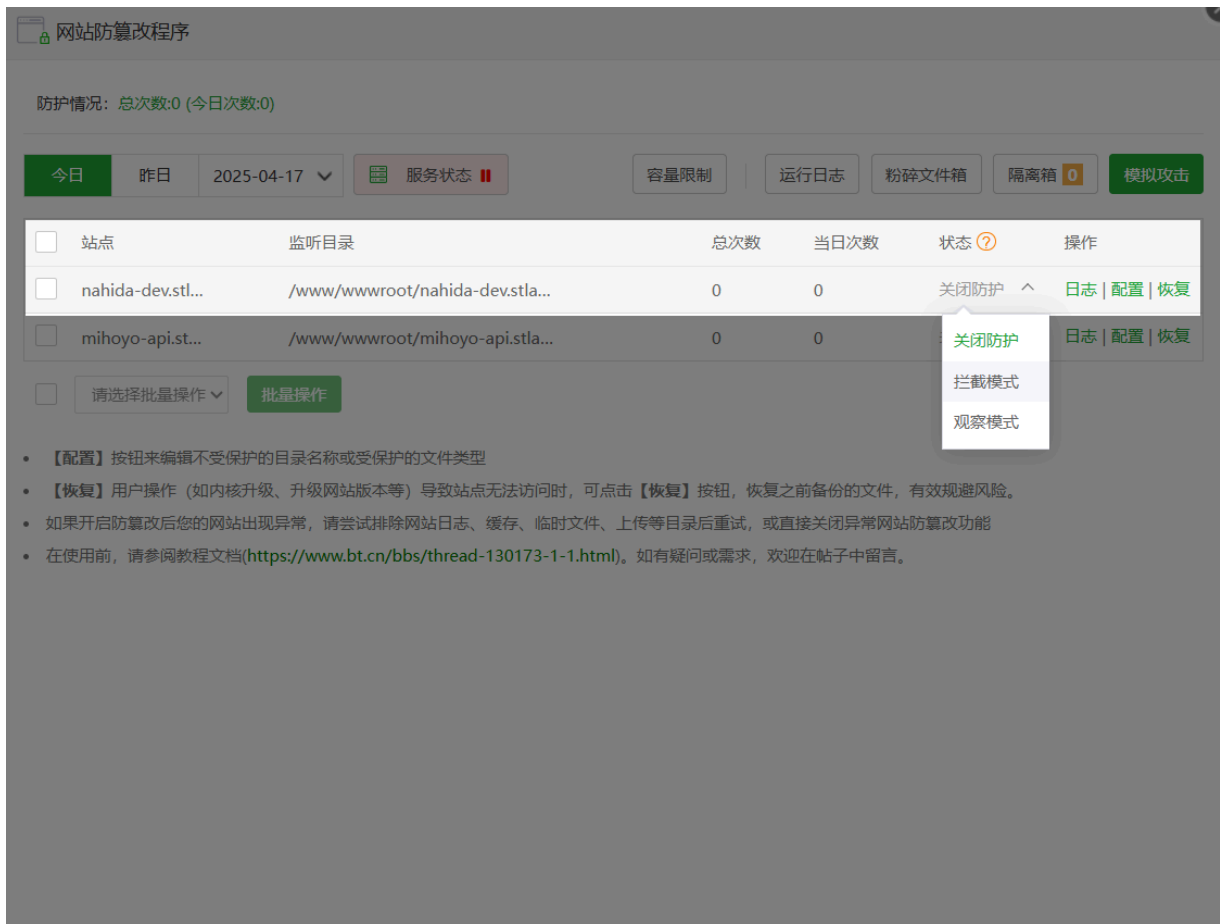 网站防篡改程序
防护情况：总次数:0 (今日次数:0)
今日 昨日 2025-04-17 服务状态 容量限制 运行日志 粉碎文件箱 隔离箱 0 模拟攻击
站点 监听目录 总次数 当日次数 状态 ? 操作
nahida-dev.stl... /www/wwwroot/nahida-dev.stla... 0 0 关闭防护 日志 | 配置 | 恢复
mihoyo-api.st... /www/wwwroot/mihoyo-api.stla... 0 0 日志 | 配置 | 恢复
关闭防护
拦截模式
观察模式
请选择批量操作 批量操作
• 【配置】按钮来编辑不受保护的目录名称或受保护的文件类型
• 【恢复】用户操作（如内核升级、升级网站版本等）导致站点无法访问时，可点击【恢复】按钮，恢复之前备份的文件，有效规避风险。
• 如果开启防篡改后您的网站出现异常，请尝试排除网站日志、缓存、临时文件、上传等目录后重试，或直接关闭异常网站防篡改功能
• 在使用前，请参阅教程文档(https://www.bt.cn/bbs/thread-130173-1-1.html)。如有疑问或需求，欢迎在帖子中留言。